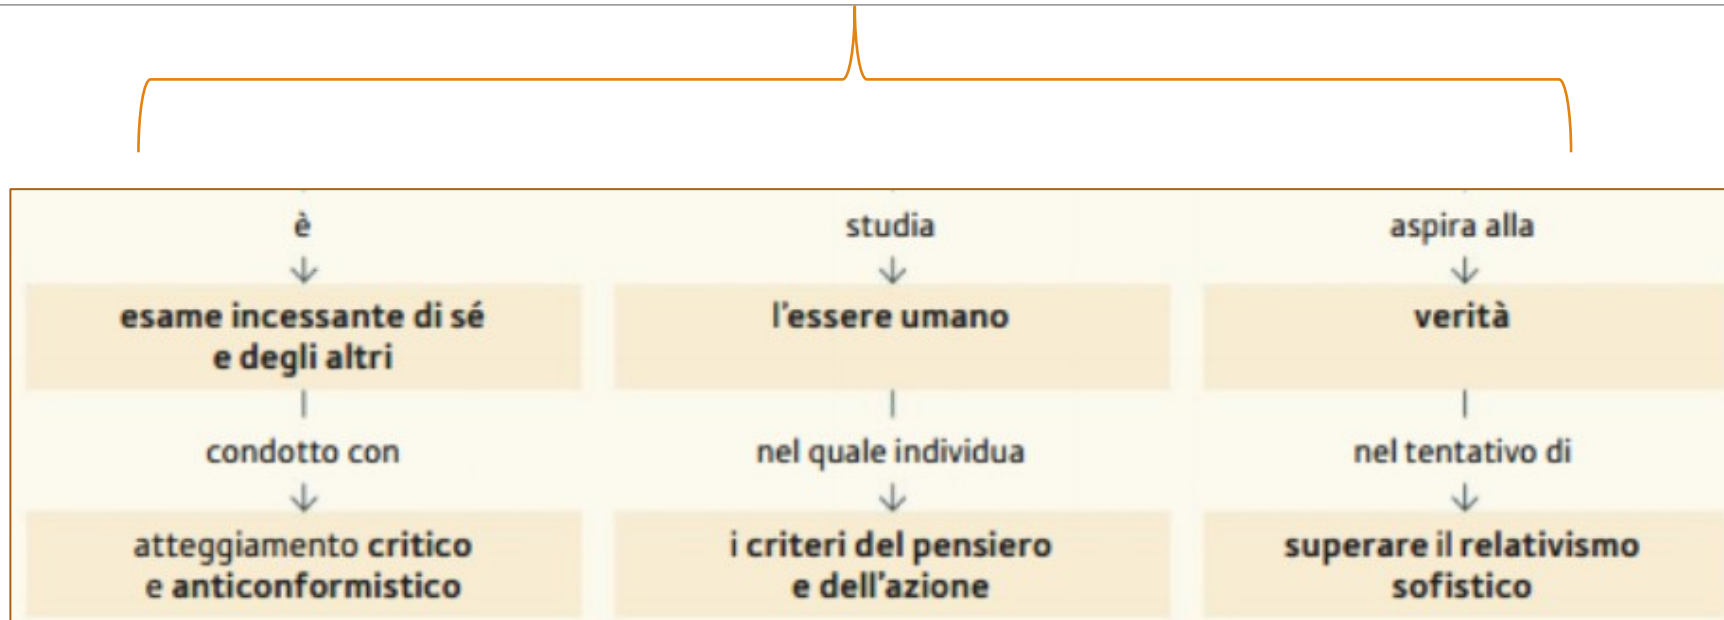 è
esame incessante di sé
e degli altri
condotto con
atteggiamento critico
e anticonformistico
studia
l'essere umano
nel quale individua
i criteri del pensiero
e dell'azione
aspira alla
verità
nel tentativo di
superare il relativismo
sofistico